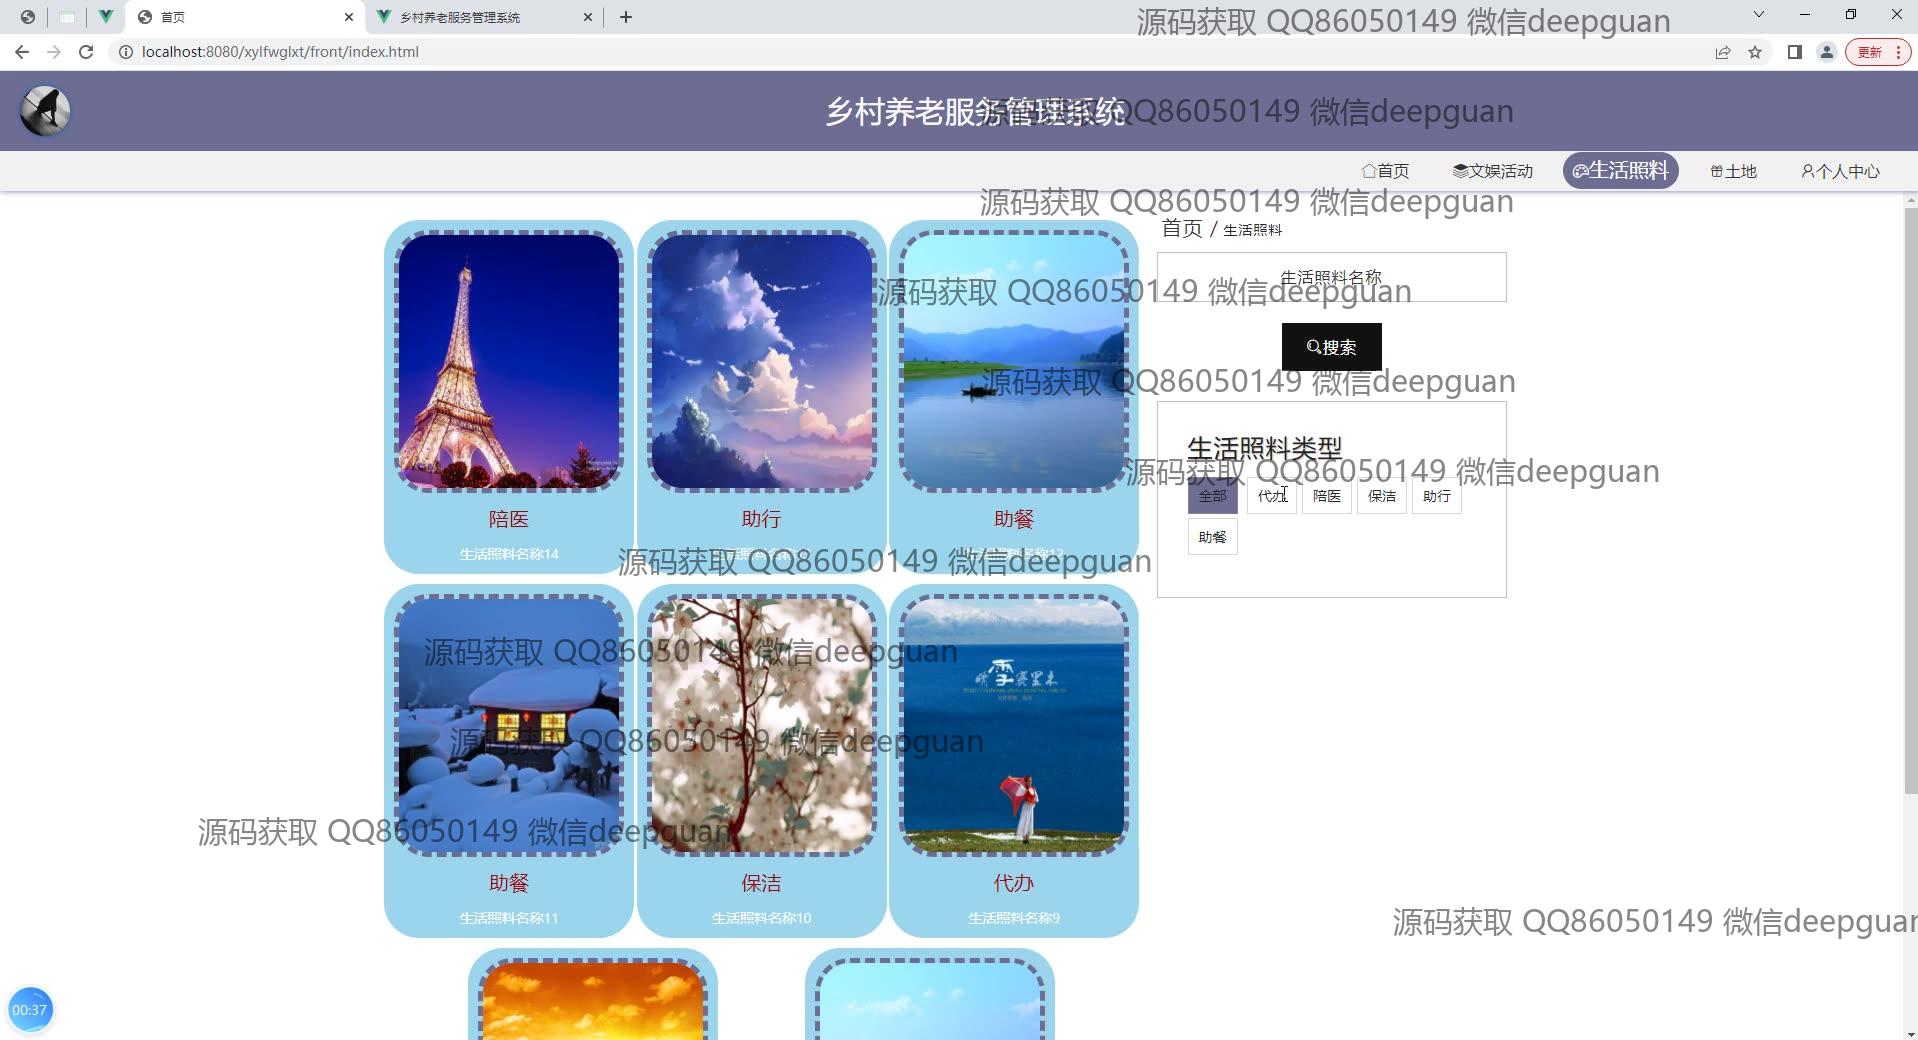 首页
乡村养老服务管理系统
源码获取 QQ86050149 微信deepguan
localhost:8080/xylfwglxt/front/index.html
更新
乡村养老服务管理系统
源码获取 QQ86050149 微信deepguan
首页
文娱活动
生活照料
土地
个人中心
源码获取 QQ86050149 微信deepguan
首页 / 生活照料
生活照料名称
源码获取 QQ86050149 微信deepguan
搜索
源码获取 QQ86050149 微信deepguan
生活照料类型
源码获取 QQ86050149 微信deepguan
全部 代办 陪医 保洁 助行
助餐
陪医
助行
助餐
生活照料名称14
生活照料名称12
源码获取 QQ86050149 微信deepguan
源码获取 QQ86050149 微信deepguan
源码获取 QQ86050149 微信deepguan
源码获取 QQ86050149 微信deepguan
助餐
保洁
代办
生活照料名称11
生活照料名称10
生活照料名称9
源码获取 QQ86050149 微信deepguan
00:37